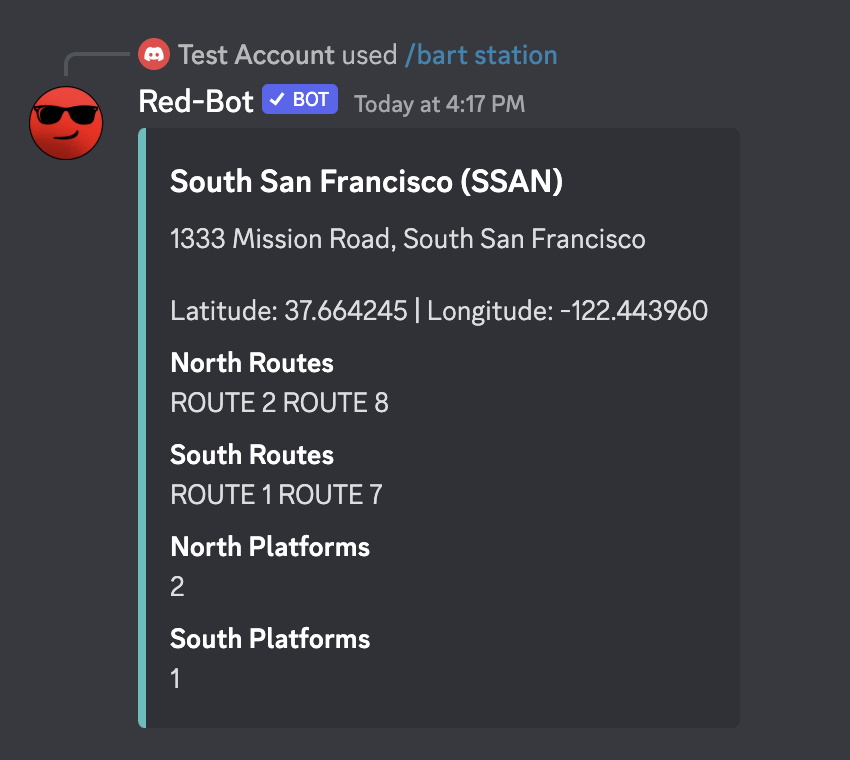 Test Account used /bart station
Red-Bot ✓ BOT Today at 4:17 PM
South San Francisco (SSAN)
1333 Mission Road, South San Francisco
Latitude: 37.664245 | Longitude: -122.443960
North Routes
ROUTE 2 ROUTE 8
South Routes
ROUTE 1 ROUTE 7
North Platforms
2
South Platforms
1